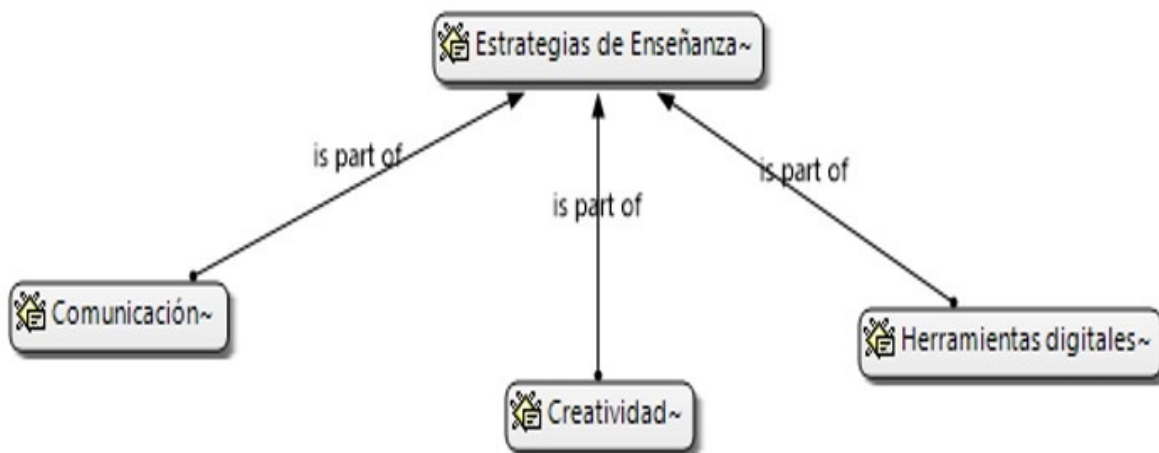 Estrategias de Enseñanza~
is part of
is part of
is part of
Comunicación~
Herramientas digitales~
Creatividad~